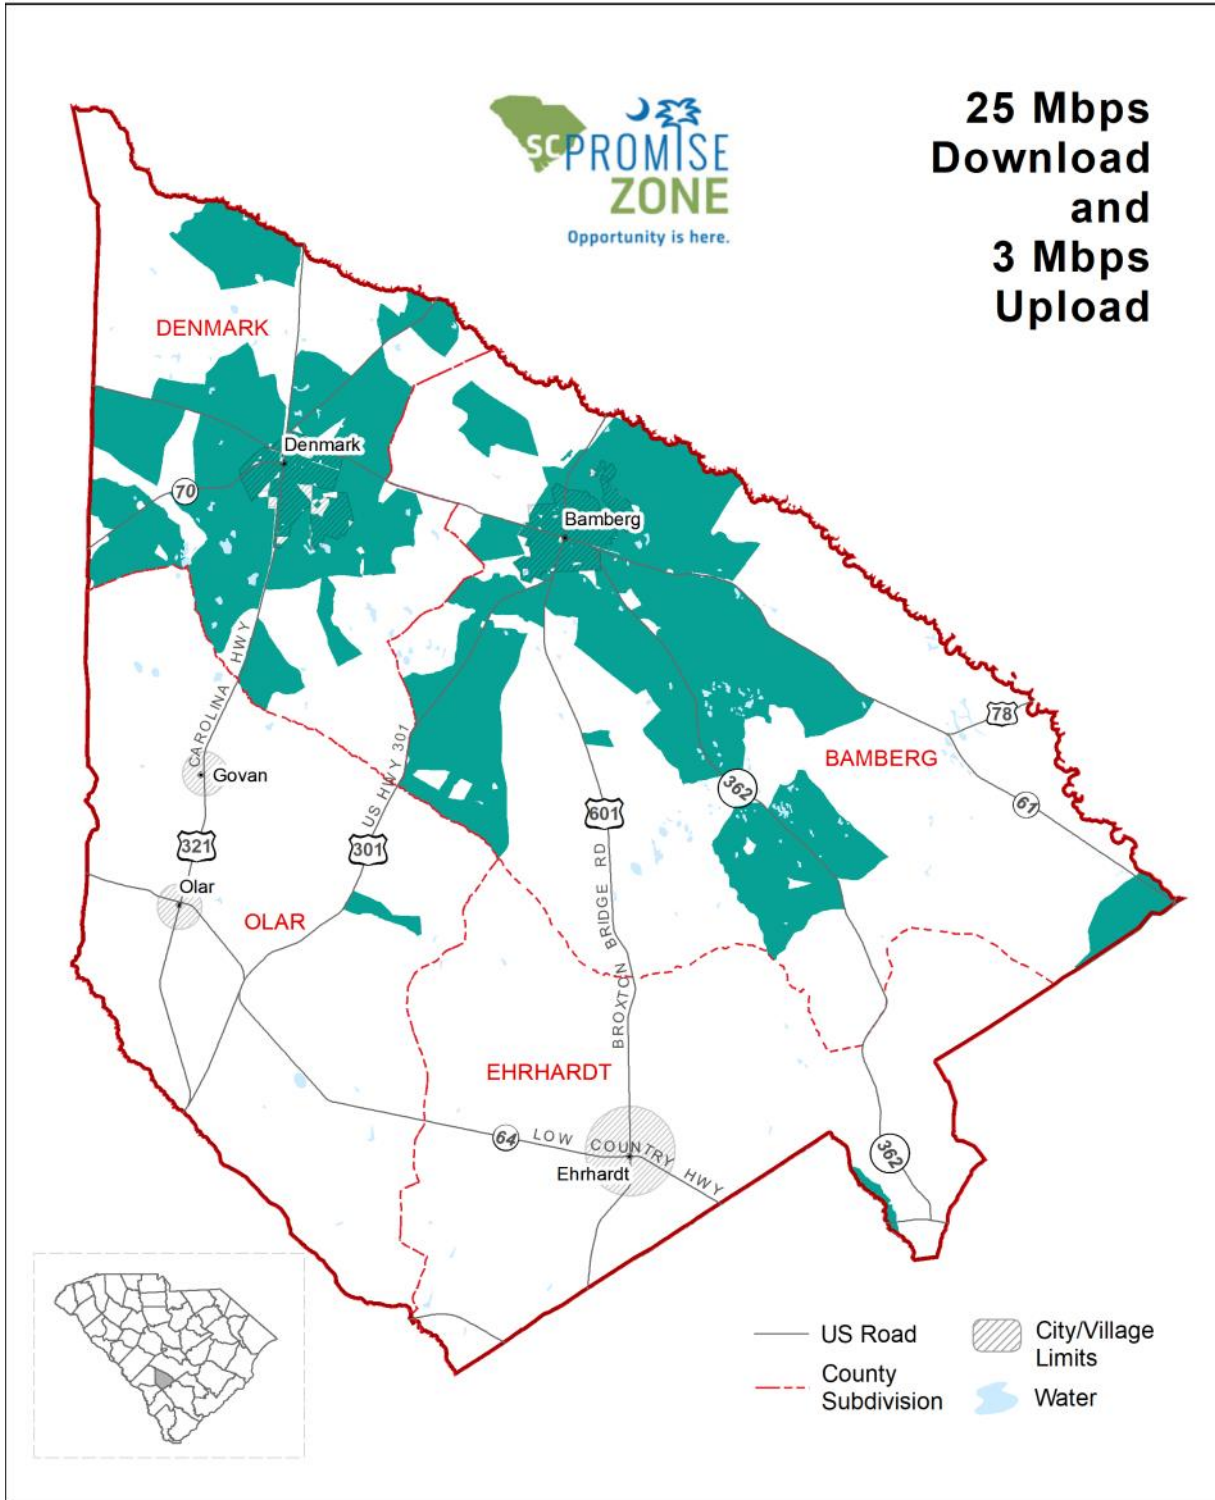 25 Mbps
Download
and
3 Mbps
Upload
SC PROMISE
ZONE
Opportunity is here.
DENMARK
Denmark
70
Bamberg
CAROLINA HWY
US HWY 301
78
BAMBERG
Govan
362
61
601
321
301
BROXTON BRIDGE RD
Olar
OLAR
EHRHARDT
64
LOW COUNTRY HWY
362
Ehrhardt
US Road
County
Subdivision
City/Village
Limits
Water